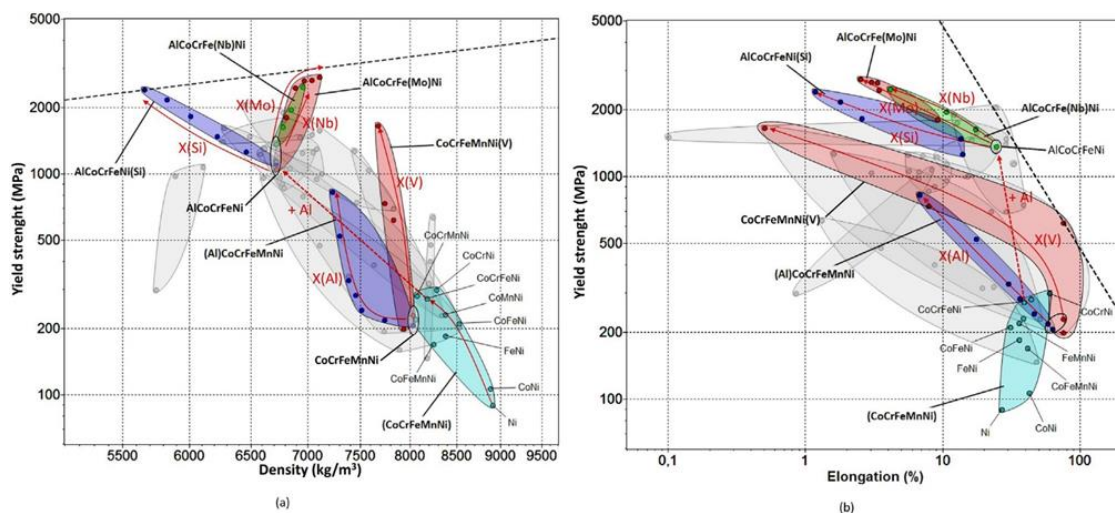 5000
2000
1000
500
200
100
Yield strenght (MPa)
AlCoCrFe(Nb)Ni
AlCoCrFe(Mo)Ni
X(Mo)
X(Nb)
X(Si)
CoCrFeMnNi(V)
AlCoCrFeNi(Si)
X(V)
AlCoCrFeNi
+ Al
(Al)CoCrFeMnNi
CoCrMnNi
CoCrNi
CoCrFeNi
X(Al)
CoMnNi
CoFeNi
CoCrFeMnNi
FeNi
CoFeMnNi
CoNi
(CoCrFeMnNi)
Ni
5500 6000 6500 7000 7500 8000 8500 9000 9500
Density (kg/m³)
(a)
5000
2000
1000
500
200
100
Yield strenght (MPa)
AlCoCrFe(Mo)Ni
AlCoCrFeNi(Si)
X(Nb)
X(Mo)
AlCoCrFe(Nb)Ni
X(Si)
AlCoCrFeNi
+ Al
CoCrFeMnNi(V)
X(V)
(Al)CoCrFeMnNi
X(Al)
CoCrFeNi
CoCrNi
CoFeNi
FeMnNi
FeNi
CoFeMnNi
(CoCrFeMnNi)
Ni
CoNi
0,1 1 10 100
Elongation (%)
(b)